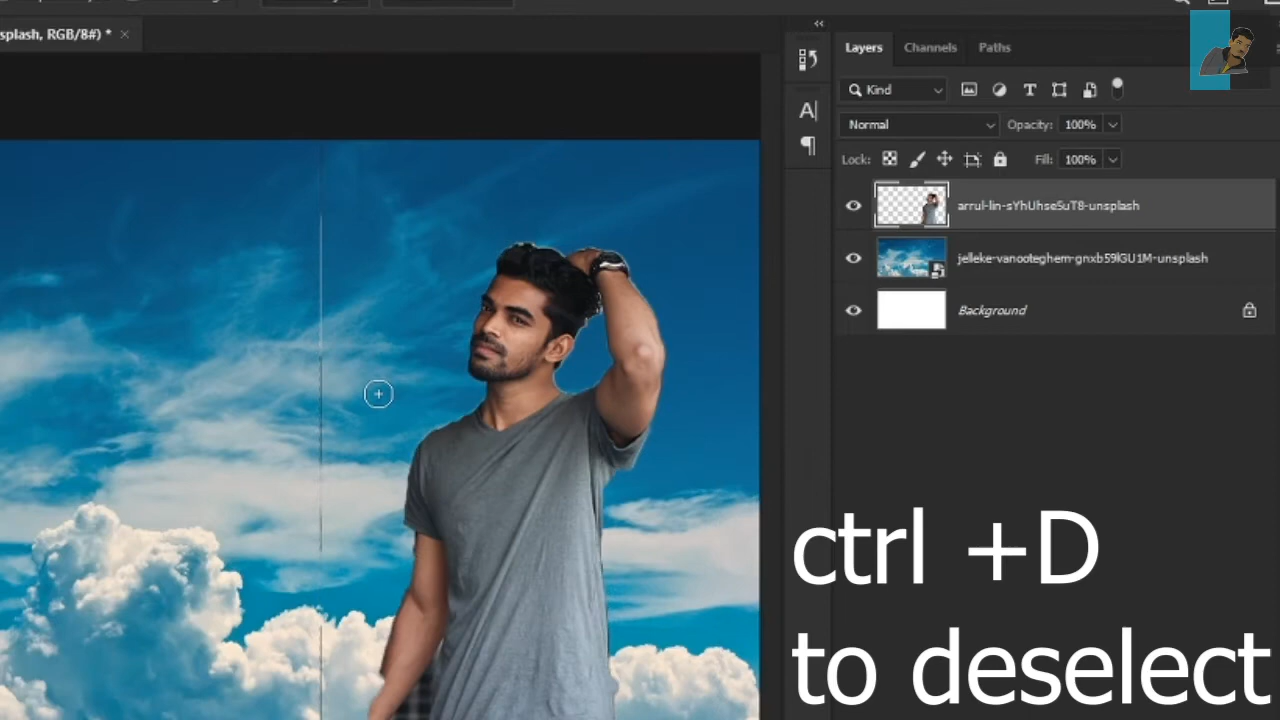 splash, RGB/8#) *
Layers Channels Paths
Kind
Normal Opacity: 100%
Lock: Fill: 100%
arrul-lin-sYhUhseSuT8-unsplash
jelleke-vanooteghem-gnxb59lGU1M-unsplash
Background
ctrl +D
to deselect